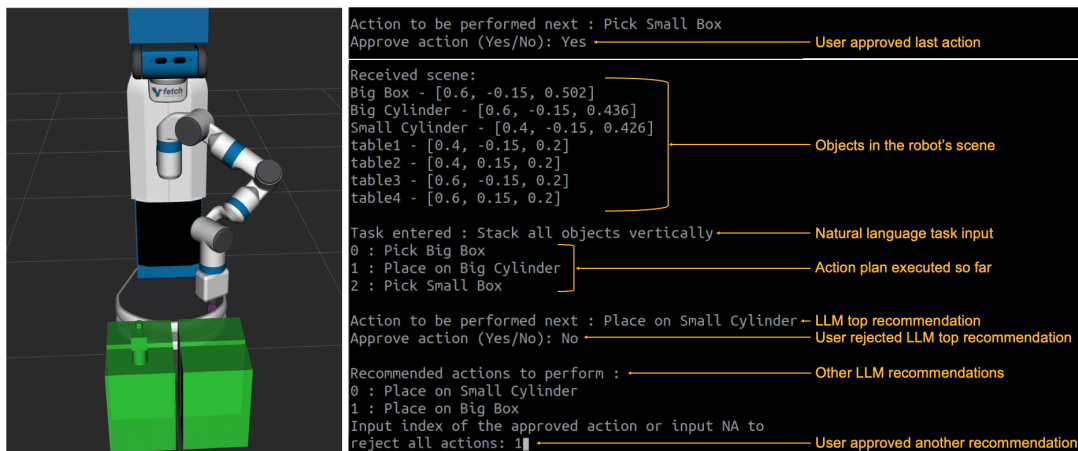 fetch
Action to be performed next : Pick Small Box
Approve action (Yes/No): Yes
User approved last action
Received scene:
Big Box - [0.6, -0.15, 0.502]
Big Cylinder - [0.6, -0.15, 0.436]
Small Cylinder - [0.4, -0.15, 0.426]
table1 - [0.4, -0.15, 0.2]
table2 - [0.4, 0.15, 0.2]
table3 - [0.6, -0.15, 0.2]
table4 - [0.6, 0.15, 0.2]
Objects in the robot's scene
Task entered : Stack all objects vertically
Natural language task input
0 : Pick Big Box
1 : Place on Big Cylinder
2 : Pick Small Box
Action plan executed so far
Action to be performed next : Place on Small Cylinder
LLM top recommendation
Approve action (Yes/No): No
User rejected LLM top recommendation
Recommended actions to perform :
Other LLM recommendations
0 : Place on Small Cylinder
1 : Place on Big Box
Input index of the approved action or input NA to
reject all actions: 1
User approved another recommendation